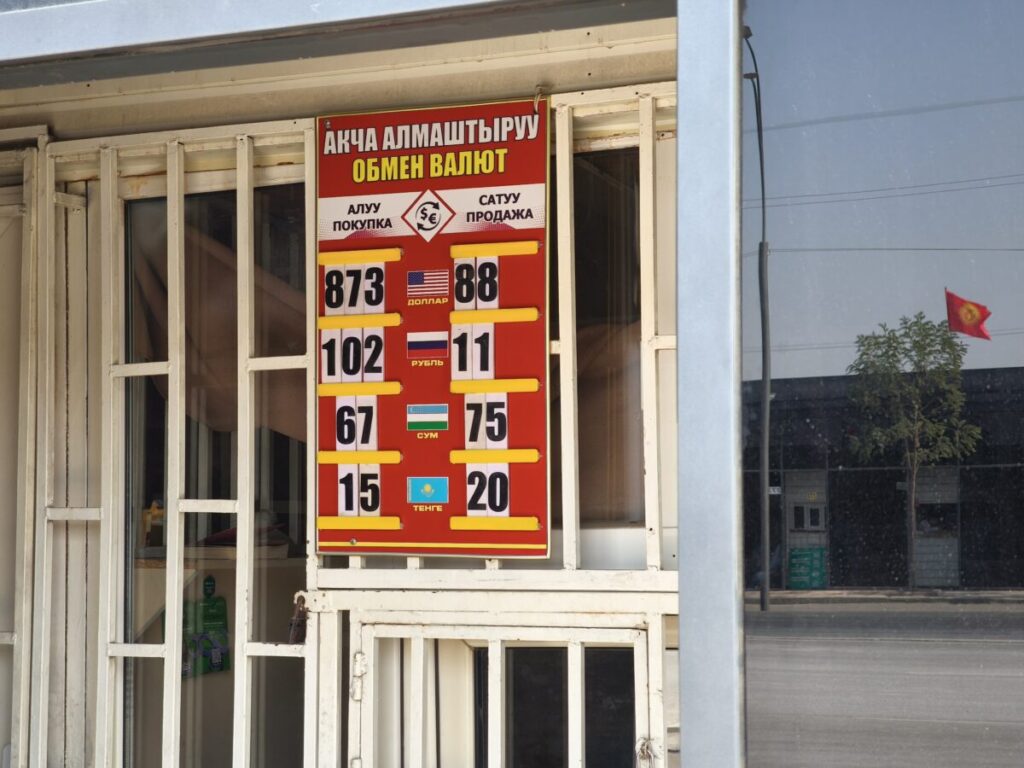 АКЧА АЛМАШТЫРУУ
ОБМЕН ВАЛЮТ
АЛУУ
ПОКУПКА
$ €
САТУУ
ПРОДАЖА
873 ДОЛЛАР 88
102 РУБЛЬ 11
67 СУМ 75
15 ТЕНГЕ 20